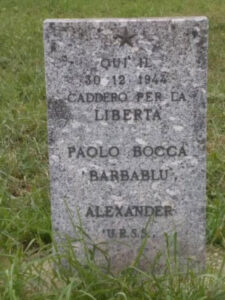 QUI IL
30 12 1944
CADDERO PER LA
LIBERTÀ
PAOLO BOCCA
"BARBABLU"
ALEXANDER
U.R.S.S.